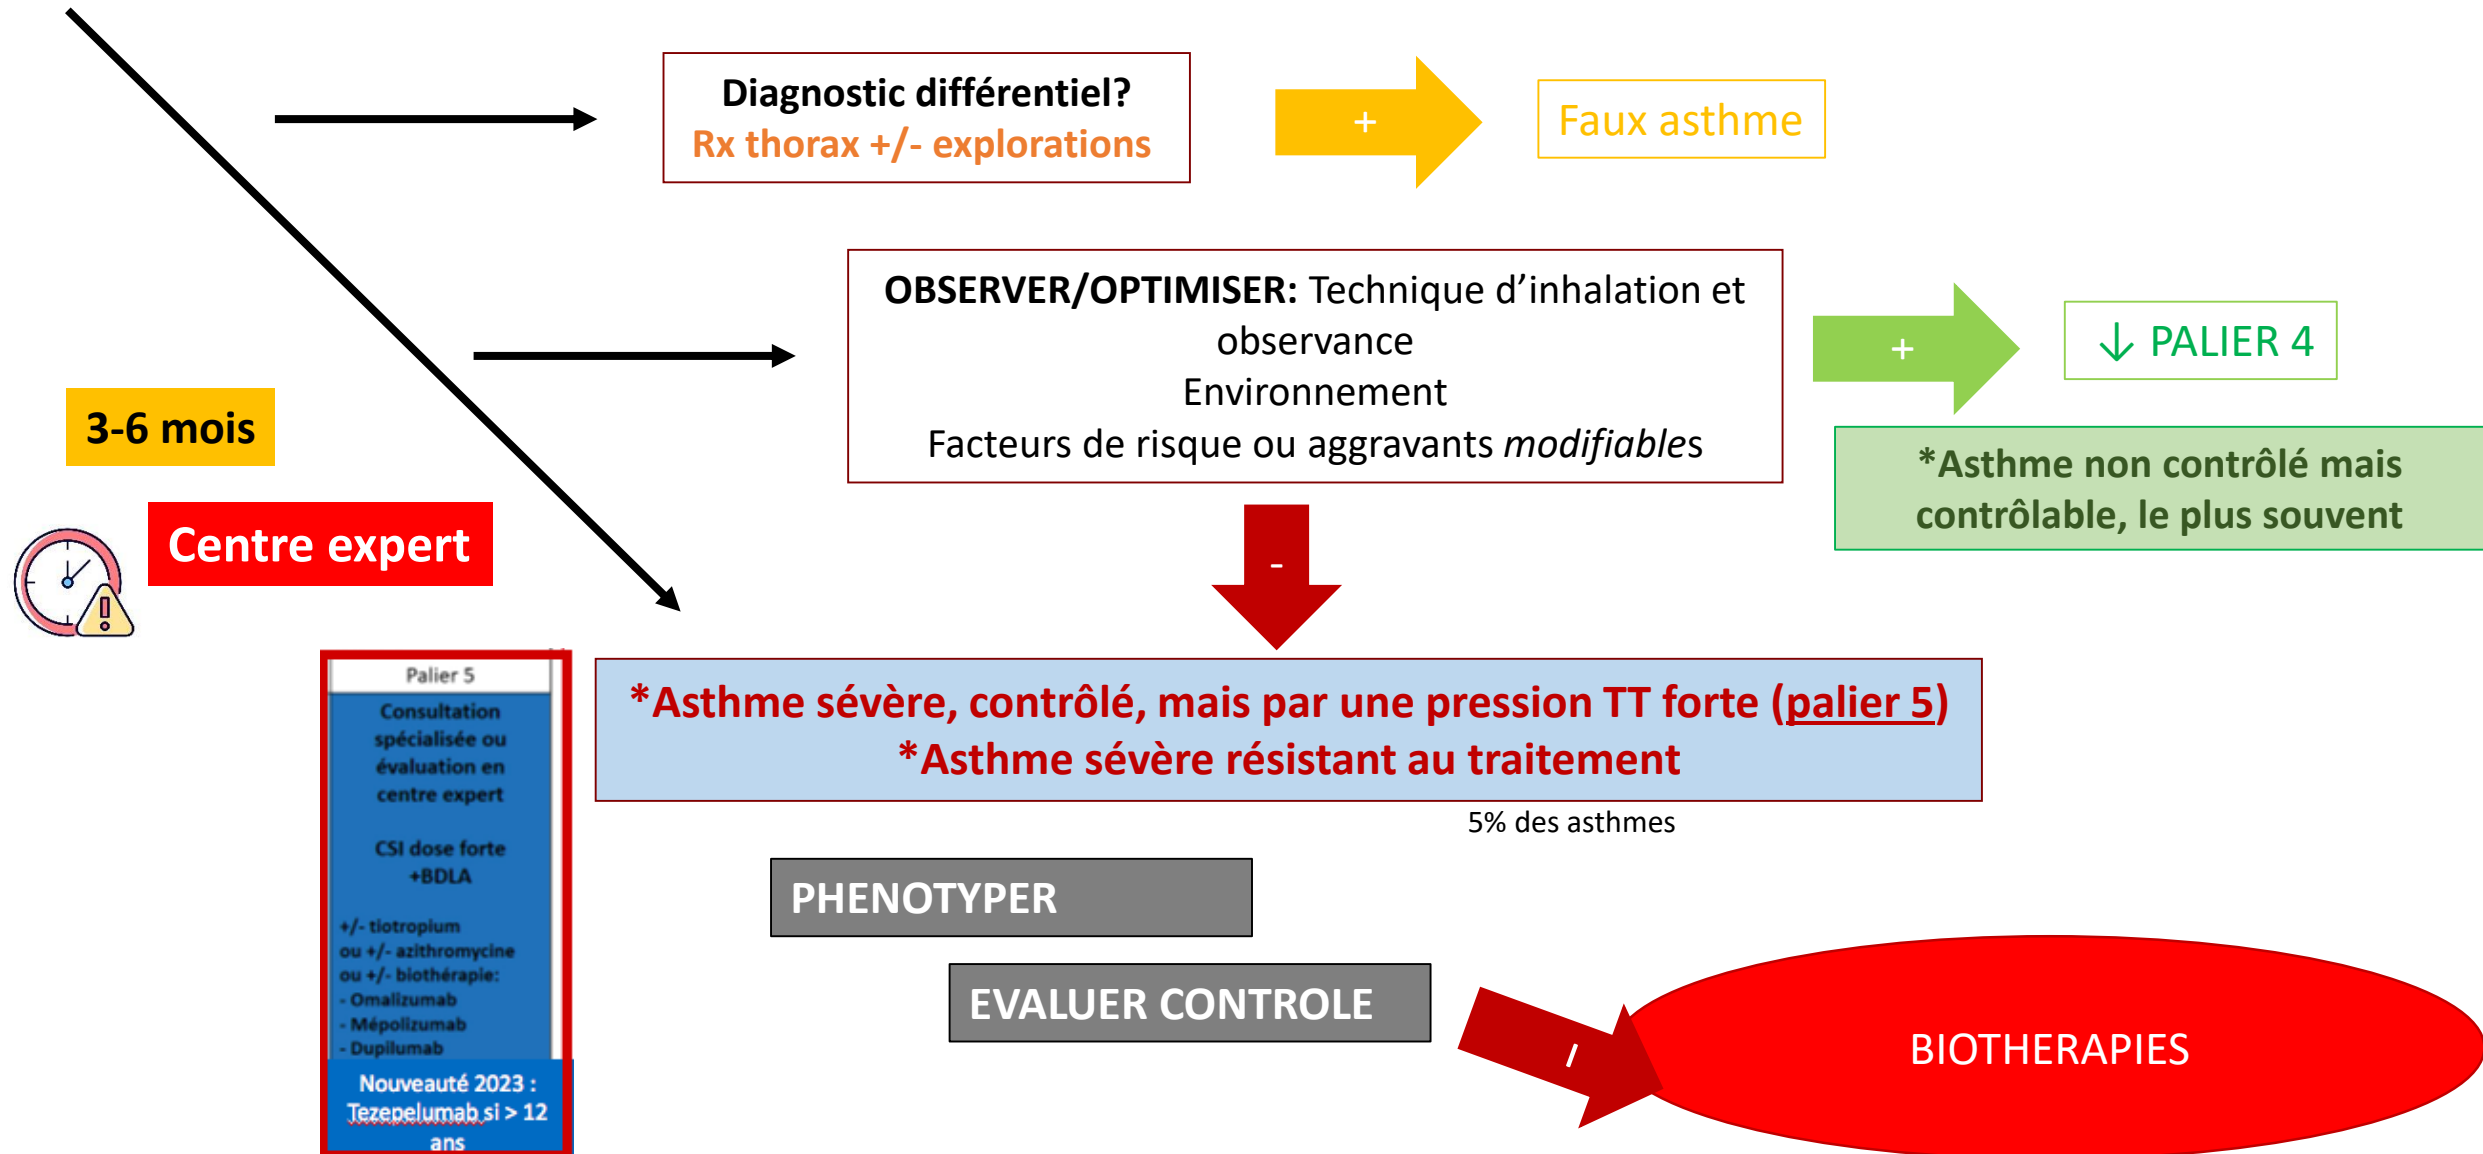 Diagnostic différentiel?
Rx thorax +/- explorations
+
Faux asthme
OBSERVER/OPTIMISER: Technique d'inhalation et
observance
Environnement
Facteurs de risque ou aggravants modifiables
+
↓ PALIER 4
*Asthme non contrôlé mais
contrôlable, le plus souvent
3-6 mois
Centre expert
-
*Asthme sévère, contrôlé, mais par une pression TT forte (palier 5)
*Asthme sévère résistant au traitement
5% des asthmes
Palier 5
Consultation
spécialisée ou
évaluation en
centre expert
CSI dose forte
+BDLA
+/- tiotropium
ou +/- azithromycine
ou +/- biothérapie:
- Omalizumab
- Mépolizumab
- Dupilumab
Nouveauté 2023 :
Tezepelumab si > 12
ans
PHENOTYPER
EVALUER CONTROLE
/
BIOTHERAPIES